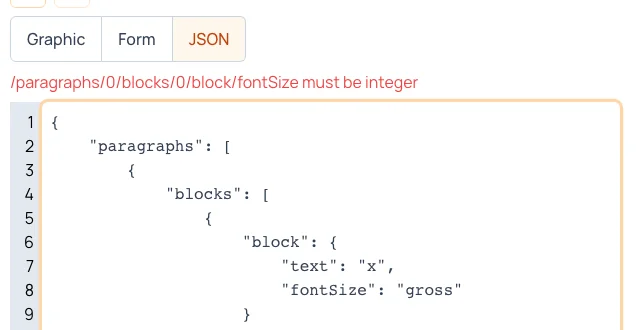 Graphic Form JSON
/paragraphs/0/blocks/0/block/fontSize must be integer
1 {
2 "paragraphs": [
3 {
4 "blocks": [
5 {
6 "block": {
7 "text": "x",
8 "fontSize": "gross"
9 }